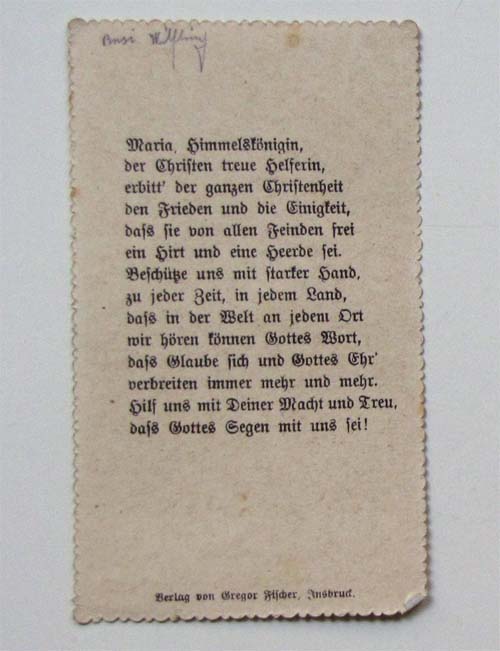 Maria, Himmelskönigin,
der Christen treue Helferin,
erbitt' der ganzen Christenheit
den Frieden und die Einigkeit,
dass sie von allen Feinden frei
ein Hirt und eine Heerde sei.
Beschütze uns mit starker Hand,
zu jeder Zeit, in jedem Land,
dass in der Welt an jedem Ort
wir hören können Gottes Wort,
dass Glaube sich und Gottes Ehr'
verbreiten immer mehr und mehr.
Hilf uns mit Deiner Macht und Treu,
dass Gottes Segen mit uns sei!
Verlag von Gregor Fischer, Insbruck.